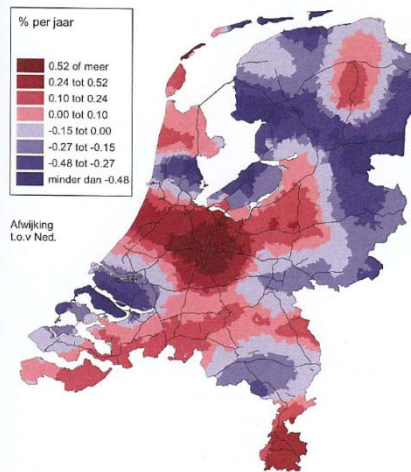 % per jaar
0.52 of meer
0.24 tot 0.52
0.10 tot 0.24
0.00 tot 0.10
-0.15 tot 0.00
-0.27 tot -0.15
-0.48 tot -0.27
minder dan -0.48
Afwijking
t.o.v Ned.